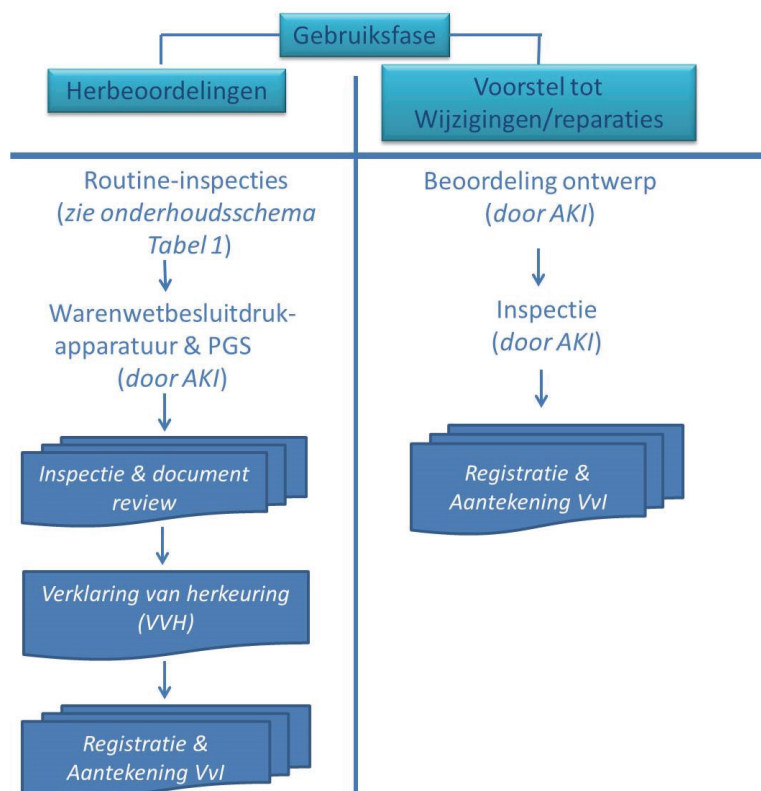 Gebruiksfase
Herbeoordelingen
Voorstel tot
Wijzigingen/reparaties
Routine-inspecties
(zie onderhoudsschema
Tabel 1)
Warenwetbesluitdruk-
apparatuur & PGS
(door AKI)
Inspectie & document
review
Verklaring van herkeuring
(VVH)
Registratie &
Aantekening VvI
Beoordeling ontwerp
(door AKI)
Inspectie
(door AKI)
Registratie &
Aantekening VvI